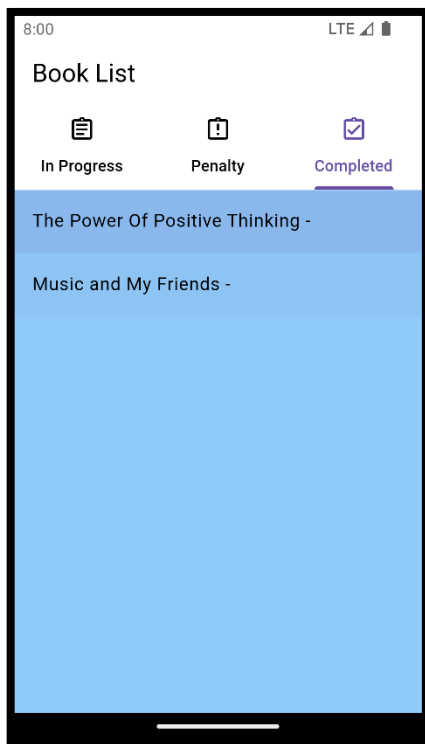 8:00 LTE
Book List
In Progress Penalty Completed
The Power Of Positive Thinking -
Music and My Friends -